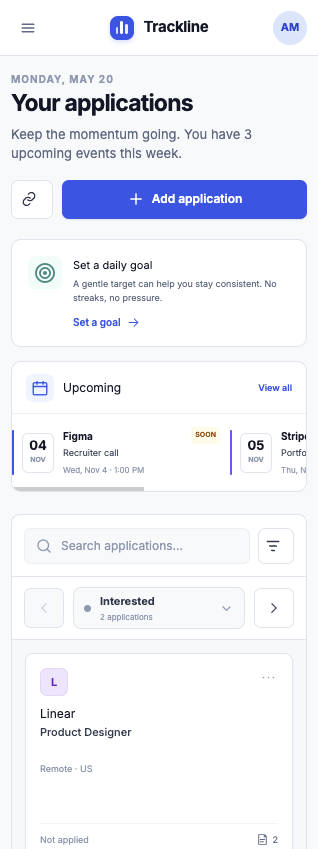 Trackline
AM
MONDAY, MAY 20
Your applications
Keep the momentum going. You have 3
upcoming events this week.
Add application
Set a daily goal
A gentle target can help you stay consistent. No
streaks, no pressure.
Set a goal
Upcoming
View all
04
NOV
Figma
SOON
Recruiter call
Wed, Nov 4 · 1:00 PM
05
NOV
Stripe
Portfo
Thu, N
Search applications...
Interested
2 applications
L
Linear
Product Designer
Remote · US
Not applied
2